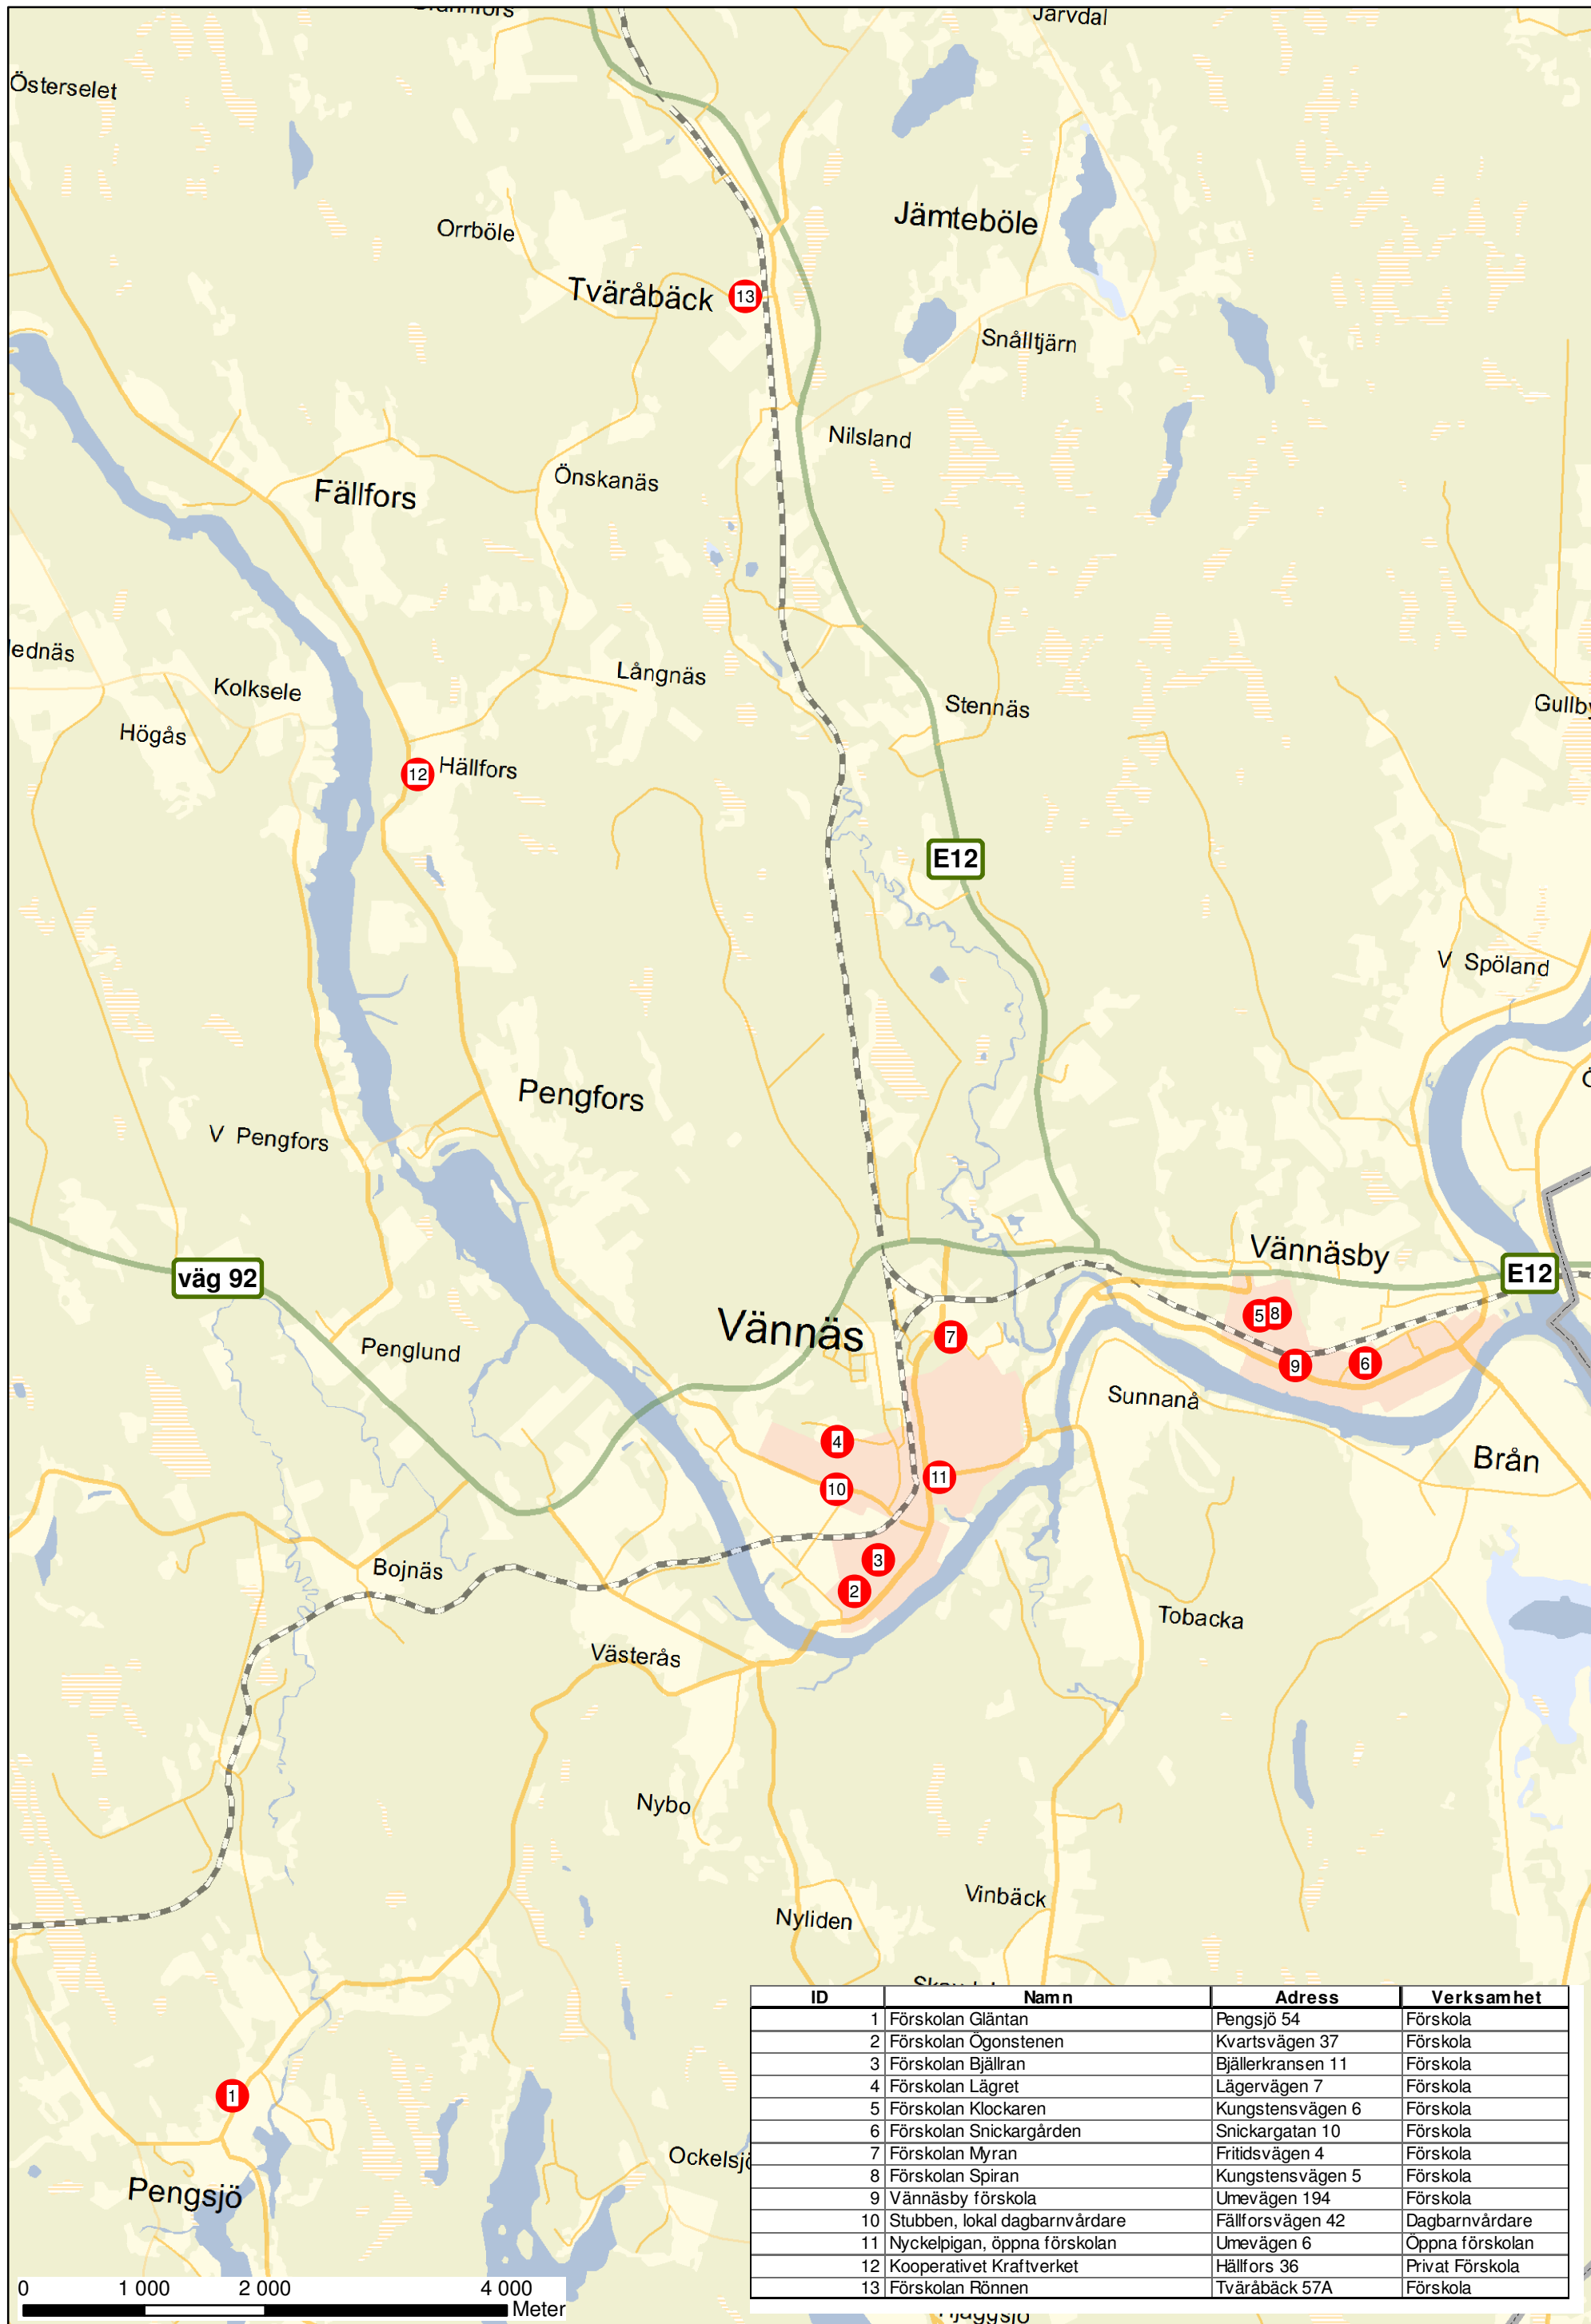 Järvdal
Österselet
Jämteböle
Orrböle
Tväråbäck
13
Snålltjärn
Nilsland
Önskanäs
Fällfors
lednäs
Långnäs
Kolksele
Stennäs
Gullby
Högås
12
Hällfors
E12
V Spöland
Pengfors
V Pengfors
Vännäsby
väg 92
E12
5
8
Vännäs
7
Penglund
9
6
Sunnanå
4
Brån
11
10
3
Bojnäs
2
Tobacka
Västerås
Nybo
Vinbäck
Nyliden
ID Namn Adress Verksamhet
1 Förskolan Gläntan Pengsjö 54 Förskola
2 Förskolan Ögonstenen Kvartsvägen 37 Förskola
3 Förskolan Bjällran Bjällerkransen 11 Förskola
4 Förskolan Lägret Lägervägen 7 Förskola
5 Förskolan Klockaren Kungstensvägen 6 Förskola
6 Förskolan Snickargården Snickargatan 10 Förskola
7 Förskolan Myran Fritidsvägen 4 Förskola
8 Förskolan Spiran Kungstensvägen 5 Förskola
9 Vännäsby förskola Umevägen 194 Förskola
10 Stubben, lokal dagbarnvårdare Fällforsvägen 42 Dagbarnvårdare
11 Nyckelpigan, öppna förskolan Umevägen 6 Öppna förskolan
12 Kooperativet Kraftverket Hällfors 36 Privat Förskola
13 Förskolan Rönnen Tväråbäck 57A Förskola
1
Ockelsjö
Pengsjö
0 1 000 2 000 4 000
Meter